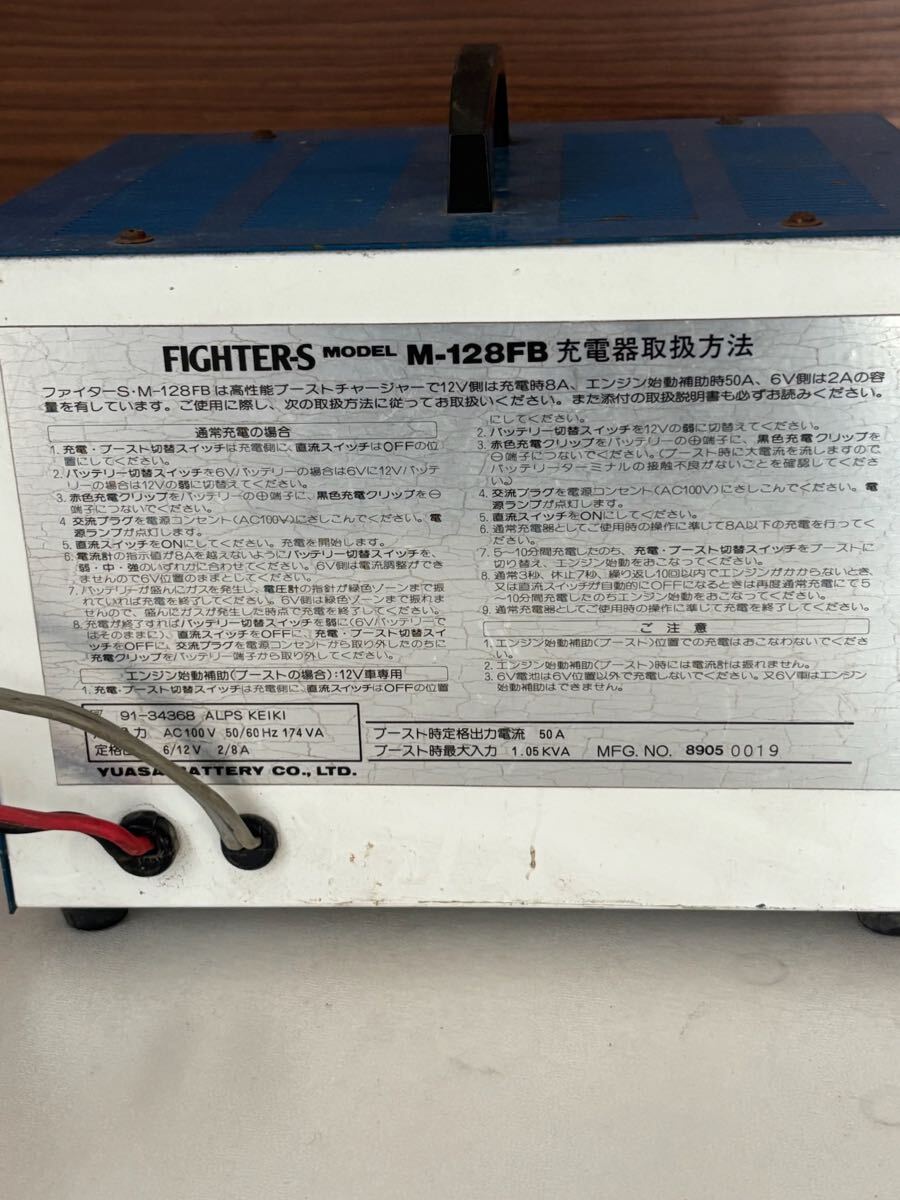 FIGHTER-S MODEL M-128FB 充電器取扱方法
ファイターS・M-128FBは高性能ブーストチャージャーで12V側は充電時8A、エンジン始動補助時50A、6V側は2Aの容
量を有しています。ご使用に際し、次の取扱方法に従ってお取扱いください。また添付の取扱説明書も必ずお読みください。
通常充電の場合
1. 充電・ブースト切替スイッチは充電側に、直流スイッチはOFFの位
置にしてください。
2. バッテリー切替スイッチを6Vバッテリーの場合は6Vに12Vバッテ
リーの場合は12Vの弱に切替えてください。
3. 赤色充電クリップをバッテリーの⊕端子に、黒色充電クリップを⊖
端子につないでください。
4 交流プラグを電源コンセント(AC100V)にさしこんでください。電
源ランプが点灯します。
5. 直流スイッチをONにしてください。充電を開始します。
6. 電流計の指示値が8Aを越えないようにバッテリー切替スイッチを、
弱・中・強のいずれかに合わせてください。6V側は電流調整ができ
ませんので6V位置のままとしてください。
7. バッテリーが盛んにガスを発生し、電圧計の指針が緑色ゾーンまで振
れていれば充電を終了してください。6V側は緑色ゾーンまで振れま
せんので、盛んにガスが発生した時点で充電を終了してください。
8. 充電が終了すればバッテリー切替スイッチを弱に(6Vバッテリーで
はそのままに)、直流スイッチをOFFに、充電・ブースト切替スイ
ッチをOFFに、交流プラグを電源コンセントから取り外したのちに
充電クリップをバッテリー端子から取り外してください。
エンジン始動補助(ブーストの場合):12V車専用
1. 充電・ブースト切替スイッチは充電側に、直流スイッチはOFFの位置
にしてください。
2. バッテリー切替スイッチを12Vの弱に切替えてください。
3. 赤色充電クリップをバッテリーの⊕端子に、黒色充電クリップを
⊖端子につないでください。(ブースト時に大電流を流しますので
バッテリーターミナルの接触不良がないことを確認してくださ
い。)
4. 交流プラグを電源コンセント(AC100V)にさしこんでください。電
源ランプが点灯します。
5. 直流スイッチをONにしてください。
6. 通常充電器としてご使用時の操作に準じて8A以下の充電を行ってく
ださい。
7. 5~10分間充電したのち、充電・ブースト切替スイッチをブーストに
切り替え、エンジン始動をおこなってください。
8. 通常3秒、休止7秒、繰り返し10回以内でエンジンがかからないとき、
又は直流スイッチが自動的にOFFになるときは再度通常充電にて5
~10分間充電したのちエンジン始動をおこなってください。
9. 通常充電器としてご使用時の操作に準じて充電を終了してください。
ご注意
1. エンジン始動補助(ブースト)位置での充電はおこなわないでくださ
い。
2. エンジン始動補助(ブースト)時には電流計は振れません。
3. 6V電池は6V位置以外で充電しないでください。又6V車はエンジン
始動補助はできません。
91-34368 ALPS KEIKI
入力 AC100V 50/60Hz 174VA
定格出 6/12V 2/8A
YUASA BATTERY CO., LTD.
ブースト時定格出力電流 50A
ブースト時最大入力 1.05KVA MFG. NO. 8905 0019